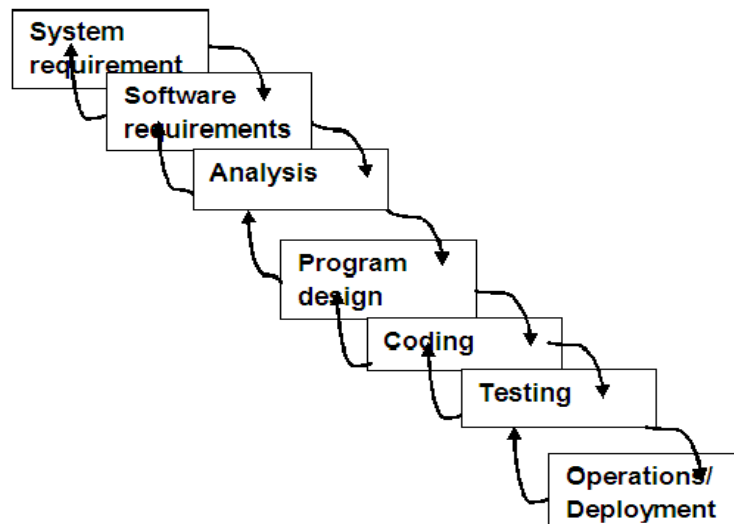 System
requirement
Software
requirements
Analysis
Program
design
Coding
Testing
Operations/
Deployment